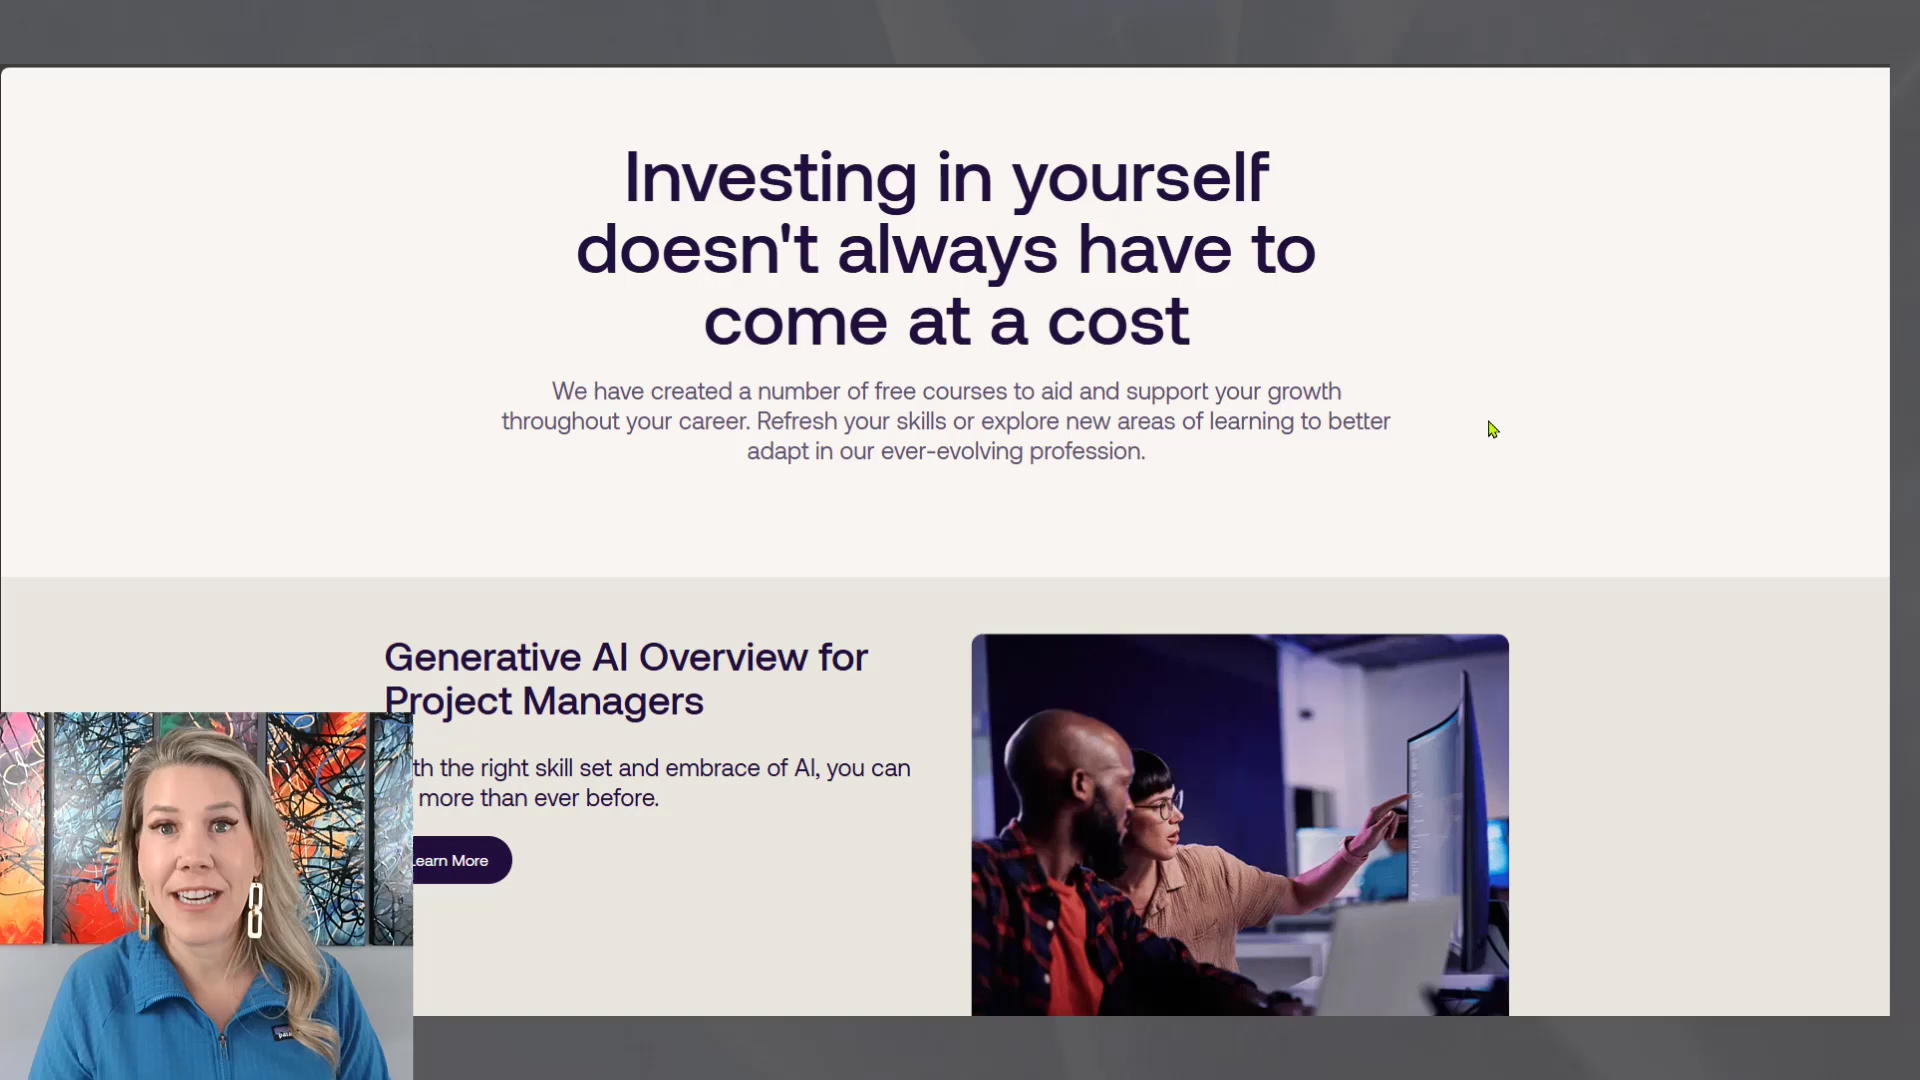 Investing in yourself
doesn't always have to
come at a cost
We have created a number of free courses to aid and support your growth
throughout your career. Refresh your skills or explore new areas of learning to better
adapt in our ever-evolving profession.
Generative AI Overview for
Project Managers
th the right skill set and embrace of AI, you can
more than ever before.
Learn More